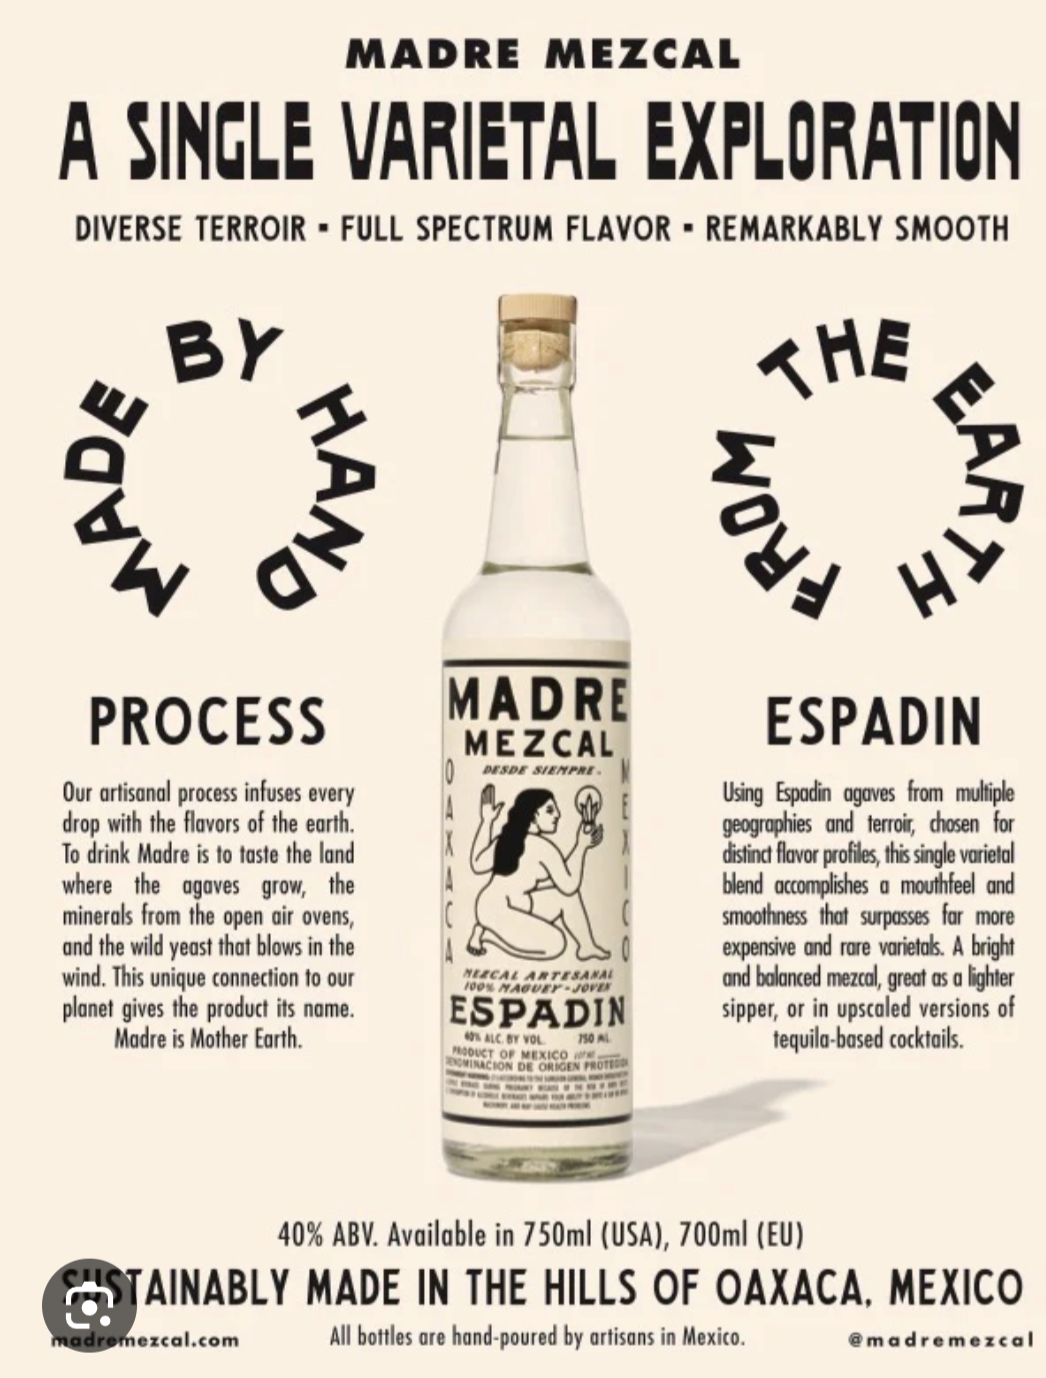 MADRE MEZCAL
A SINGLE VARIETAL EXPLORATION
DIVERSE TERROIR ▪ FULL SPECTRUM FLAVOR ▪ REMARKABLY SMOOTH
MADE BY HAND
FROM THE EARTH
PROCESS
Our artisanal process infuses every
drop with the flavors of the earth.
To drink Madre is to taste the land
where the agaves grow, the
minerals from the open air ovens,
and the wild yeast that blows in the
wind. This unique connection to our
planet gives the product its name.
Madre is Mother Earth.
MADRE
MEZCAL
DESDE SIEMPRE -
OAXACA
MEXICO
MEZCAL ARTESANAL
100% MAGUEY - JOVEN
ESPADIN
40% ALC. BY VOL. 750 ML.
PRODUCT OF MEXICO
DENOMINACION DE ORIGEN PROTEGIDA
ESPADIN
Using Espadin agaves from multiple
geographies and terroir, chosen for
distinct flavor profiles, this single varietal
blend accomplishes a mouthfeel and
smoothness that surpasses far more
expensive and rare varietals. A bright
and balanced mezcal, great as a lighter
sipper, or in upscaled versions of
tequila-based cocktails.
40% ABV. Available in 750ml (USA), 700ml (EU)
SUSTAINABLY MADE IN THE HILLS OF OAXACA, MEXICO
madremezcal.com
All bottles are hand-poured by artisans in Mexico.
@madremezcal